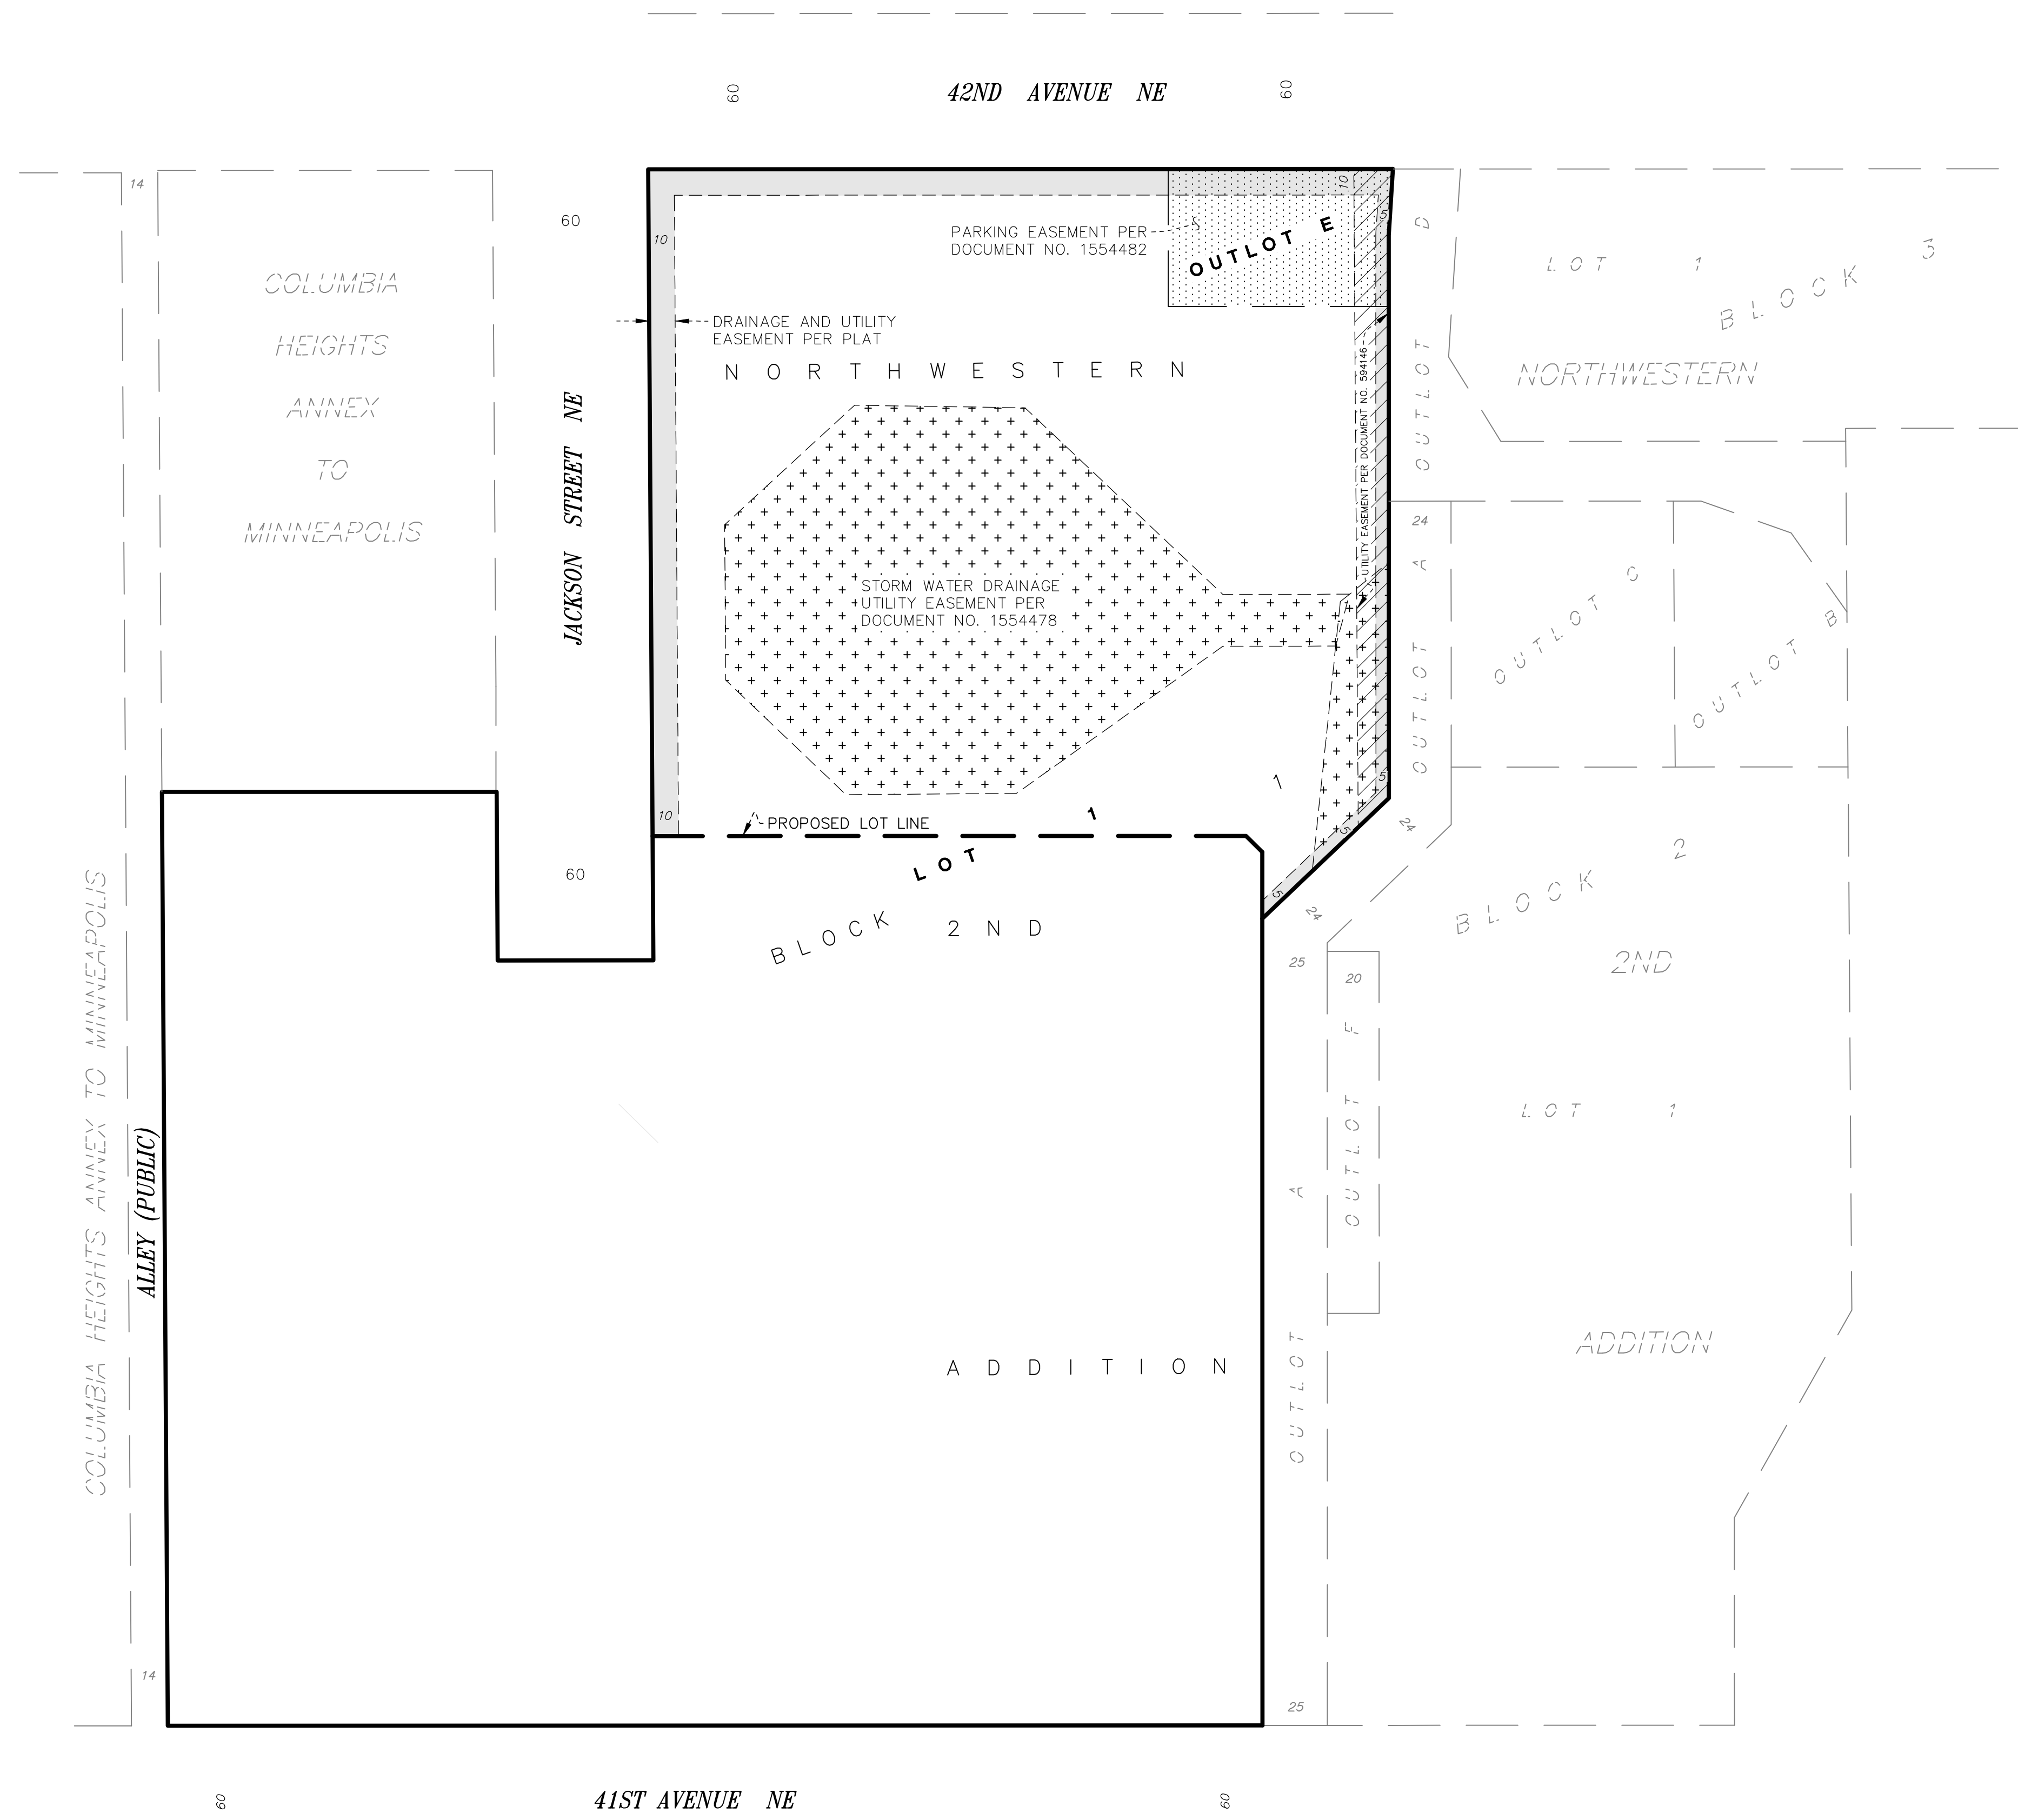 42ND AVENUE NE
60
60
14
COLUMBIA
HEIGHTS
ANNEX
TO
MINNEAPOLIS
60
JACKSON STREET NE
60
10
10
PARKING EASEMENT PER
DOCUMENT NO. 1554482
OUTLOT E
10
5
DRAINAGE AND UTILITY
EASEMENT PER PLAT
NORTHWESTERN
UTILITY EASEMENT PER DOCUMENT NO. 594146
STORM WATER DRAINAGE
UTILITY EASEMENT PER
DOCUMENT NO. 1554478
PROPOSED LOT LINE
LOT 1
BLOCK 1
2ND
ADDITION
5
5
5
OUTLOT D
LOT 1
BLOCK 3
NORTHWESTERN
24
OUTLOT A
OUTLOT C
OUTLOT B
24
24
BLOCK 2
2ND
25
20
OUTLOT F
LOT 1
OUTLOT A
ADDITION
25
COLUMBIA HEIGHTS ANNEX TO MINNEAPOLIS
ALLEY (PUBLIC)
14
60
41ST AVENUE NE
60